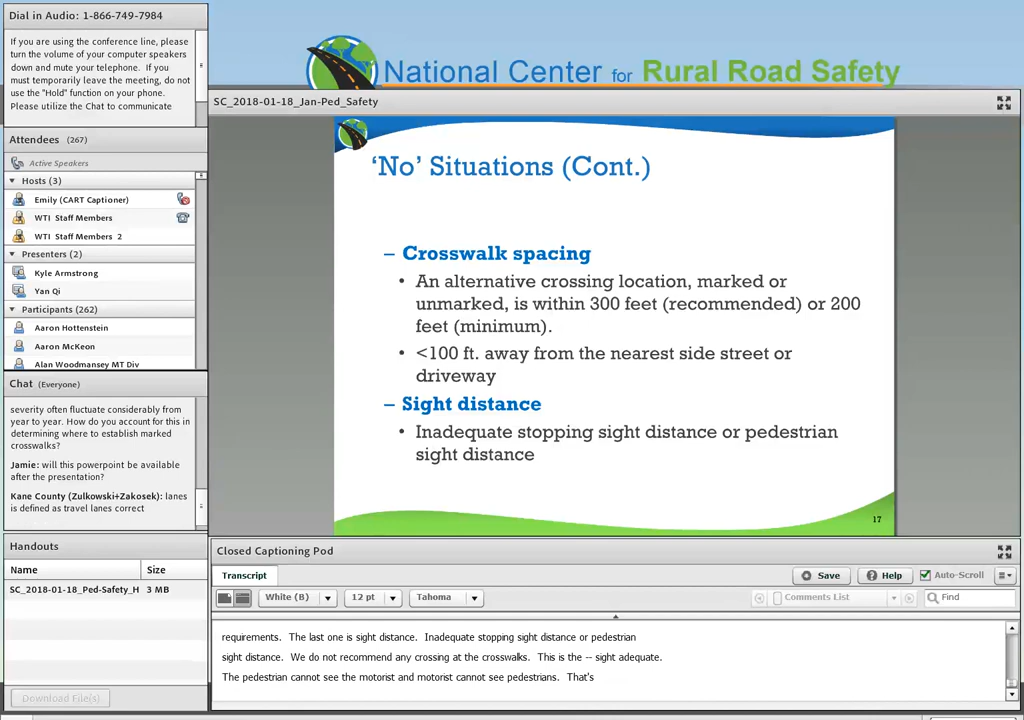 Dial in Audio: 1-866-749-7984
If you are using the conference line, please
turn the volume of your computer speakers
down and mute your telephone. If you
must temporarily leave the meeting, do not
use the "Hold" function on your phone.
Please utilize the Chat to communicate
Attendees (267)
Active Speakers
Hosts (3)
Emily (CART Captioner)
WTI Staff Members
WTI Staff Members 2
Presenters (2)
Kyle Armstrong
Yan Qi
Participants (262)
Aaron Hottenstein
Aaron McKeon
Alan Woodmansey MT Div
Chat (Everyone)
severity often fluctuate considerably from
year to year. How do you account for this in
determining where to establish marked
crosswalks?
Jamie: will this powerpoint be available
after the presentation?
Kane County (Zulkowski+Zakosek): lanes
is defined as travel lanes correct
Handouts
Name Size
SC_2018-01-18_Ped-Safety_H 3 MB
Download File(s)
National Center for Rural Road Safety
SC_2018-01-18_Jan-Ped_Safety
‘No’ Situations (Cont.)
– Crosswalk spacing
• An alternative crossing location, marked or
unmarked, is within 300 feet (recommended) or 200
feet (minimum).
• <100 ft. away from the nearest side street or
driveway
– Sight distance
• Inadequate stopping sight distance or pedestrian
sight distance
17
Closed Captioning Pod
Transcript
Save
Help
Auto-Scroll
White (B)
12 pt
Tahoma
Comments List
Find
requirements. The last one is sight distance. Inadequate stopping sight distance or pedestrian
sight distance. We do not recommend any crossing at the crosswalks. This is the -- sight adequate.
The pedestrian cannot see the motorist and motorist cannot see pedestrians. That's